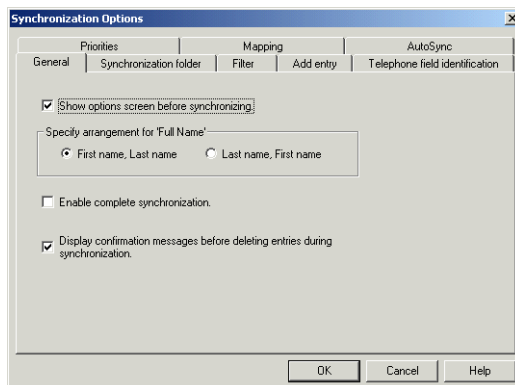 Synchronization Options
Priorities Mapping AutoSync
General Synchronization folder Filter Add entry Telephone field identification
Show options screen before synchronizing.
Specify arrangement for 'Full Name'
First name, Last name Last name, First name
Enable complete synchronization.
Display confirmation messages before deleting entries during
synchronization.
OK Cancel Help